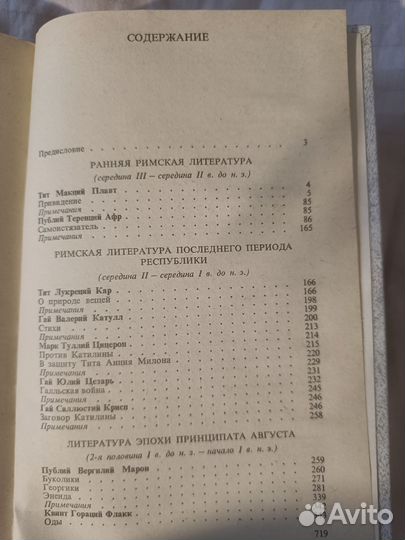 СОДЕРЖАНИЕ
Предисловие 3
РАННЯЯ РИМСКАЯ ЛИТЕРАТУРА
(середина III — середина II в. до н. э.)
Тит Макций Плавт 4
Привидение 5
Примечания 85
Публий Теренций Афр 85
Самоистязатель 86
Примечания 165
РИМСКАЯ ЛИТЕРАТУРА ПОСЛЕДНЕГО ПЕРИОДА
РЕСПУБЛИКИ
(середина II — середина I в. до н. э.)
Тит Лукреций Кар 166
О природе вещей 166
Примечания 198
Гай Валерий Катулл 199
Стихи 200
Примечания 213
Марк Туллий Цицерон 214
Против Катилины 215
В защиту Тита Анния Милона 220
Примечания 229
Гай Юлий Цезарь 231
Галльская война 232
Примечания 245
Гай Саллюстий Крисп 246
Заговор Катилины 246
Примечания 258
ЛИТЕРАТУРА ЭПОХИ ПРИНЦИПАТА АВГУСТА
(2-я половина I в. до н. э. — начало I в. н. э.)
Публий Вергилий Марон 259
Буколики 260
Георгики 271
Энеида 281
Примечания 339
Квинт Гораций Флакк
Оды
719
Avito